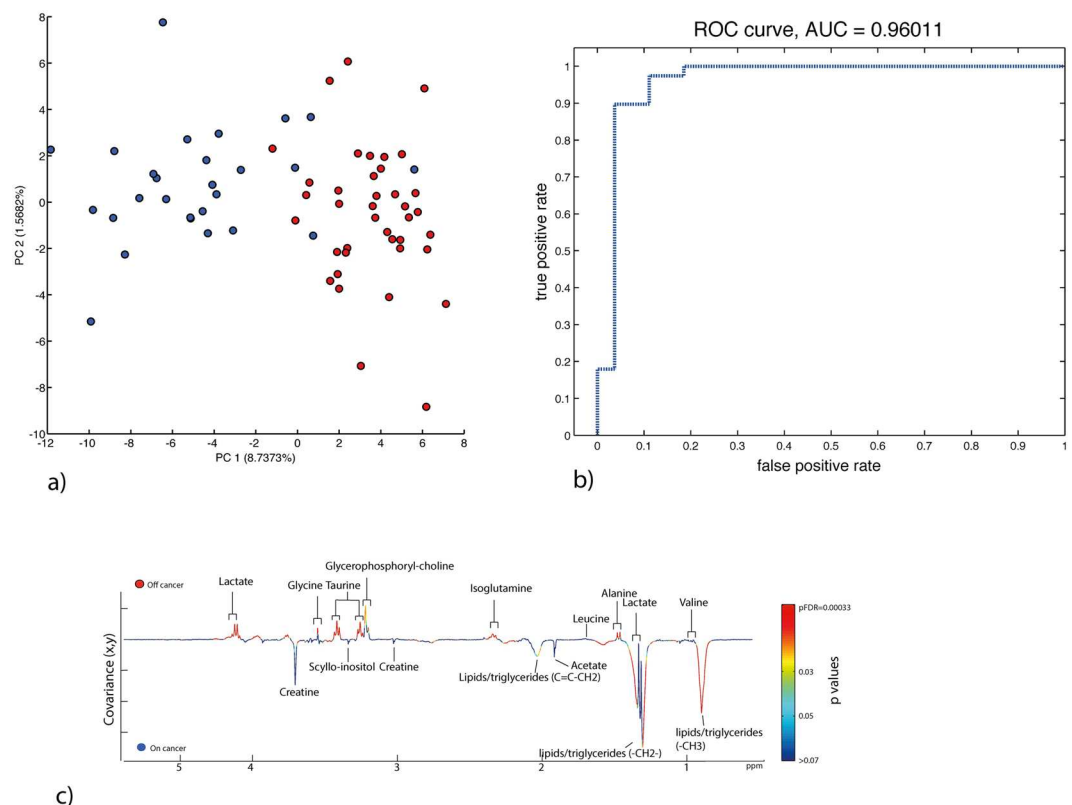 8
6
4
2
0
-2
-4
-6
-8
-10
-12 -10 -8 -6 -4 -2 0 2 4 6 8
PC 2 (1.5682%)
PC 1 (8.7373%)
a)
ROC curve, AUC = 0.96011
1
0.9
0.8
0.7
0.6
0.5
0.4
0.3
0.2
0.1
0
0 0.1 0.2 0.3 0.4 0.5 0.6 0.7 0.8 0.9 1
true positive rate
false positive rate
b)
Off cancer
On cancer
Covariance (x,y)
Lactate
Creatine
Glycine Taurine
Glycerophosphoryl-choline
Scyllo-inositol Creatine
Isoglutamine
Lipids/triglycerides (C=C-CH2)
Acetate
Leucine
Alanine
Lactate
Valine
lipids/triglycerides (-CH2-)
lipids/triglycerides
(-CH3)
5 4 3 2 1 ppm
pFDR=0.00033
0.03
0.05
>0.07
p values
c)